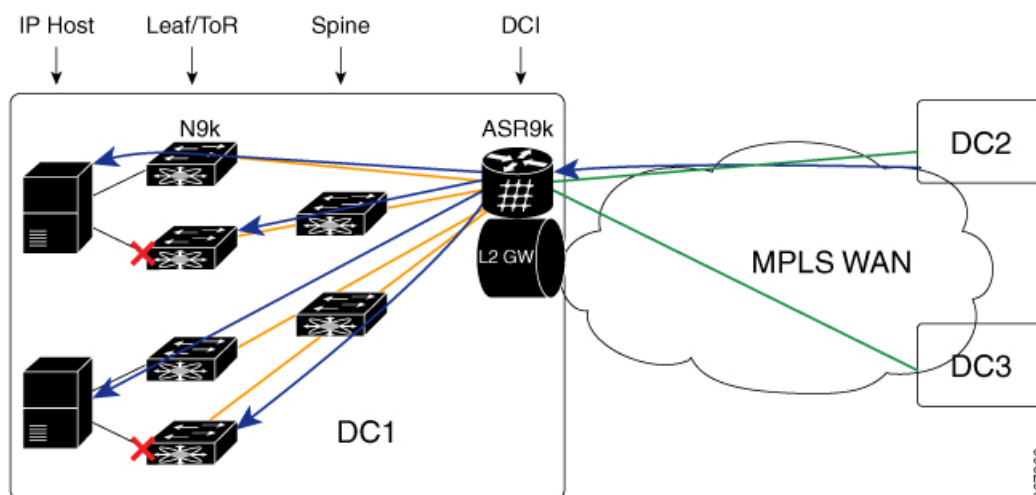 IP Host
Leaf/ToR
Spine
DCI
N9k
ASR9k
DC2
L2 GW
MPLS WAN
DC3
DC1